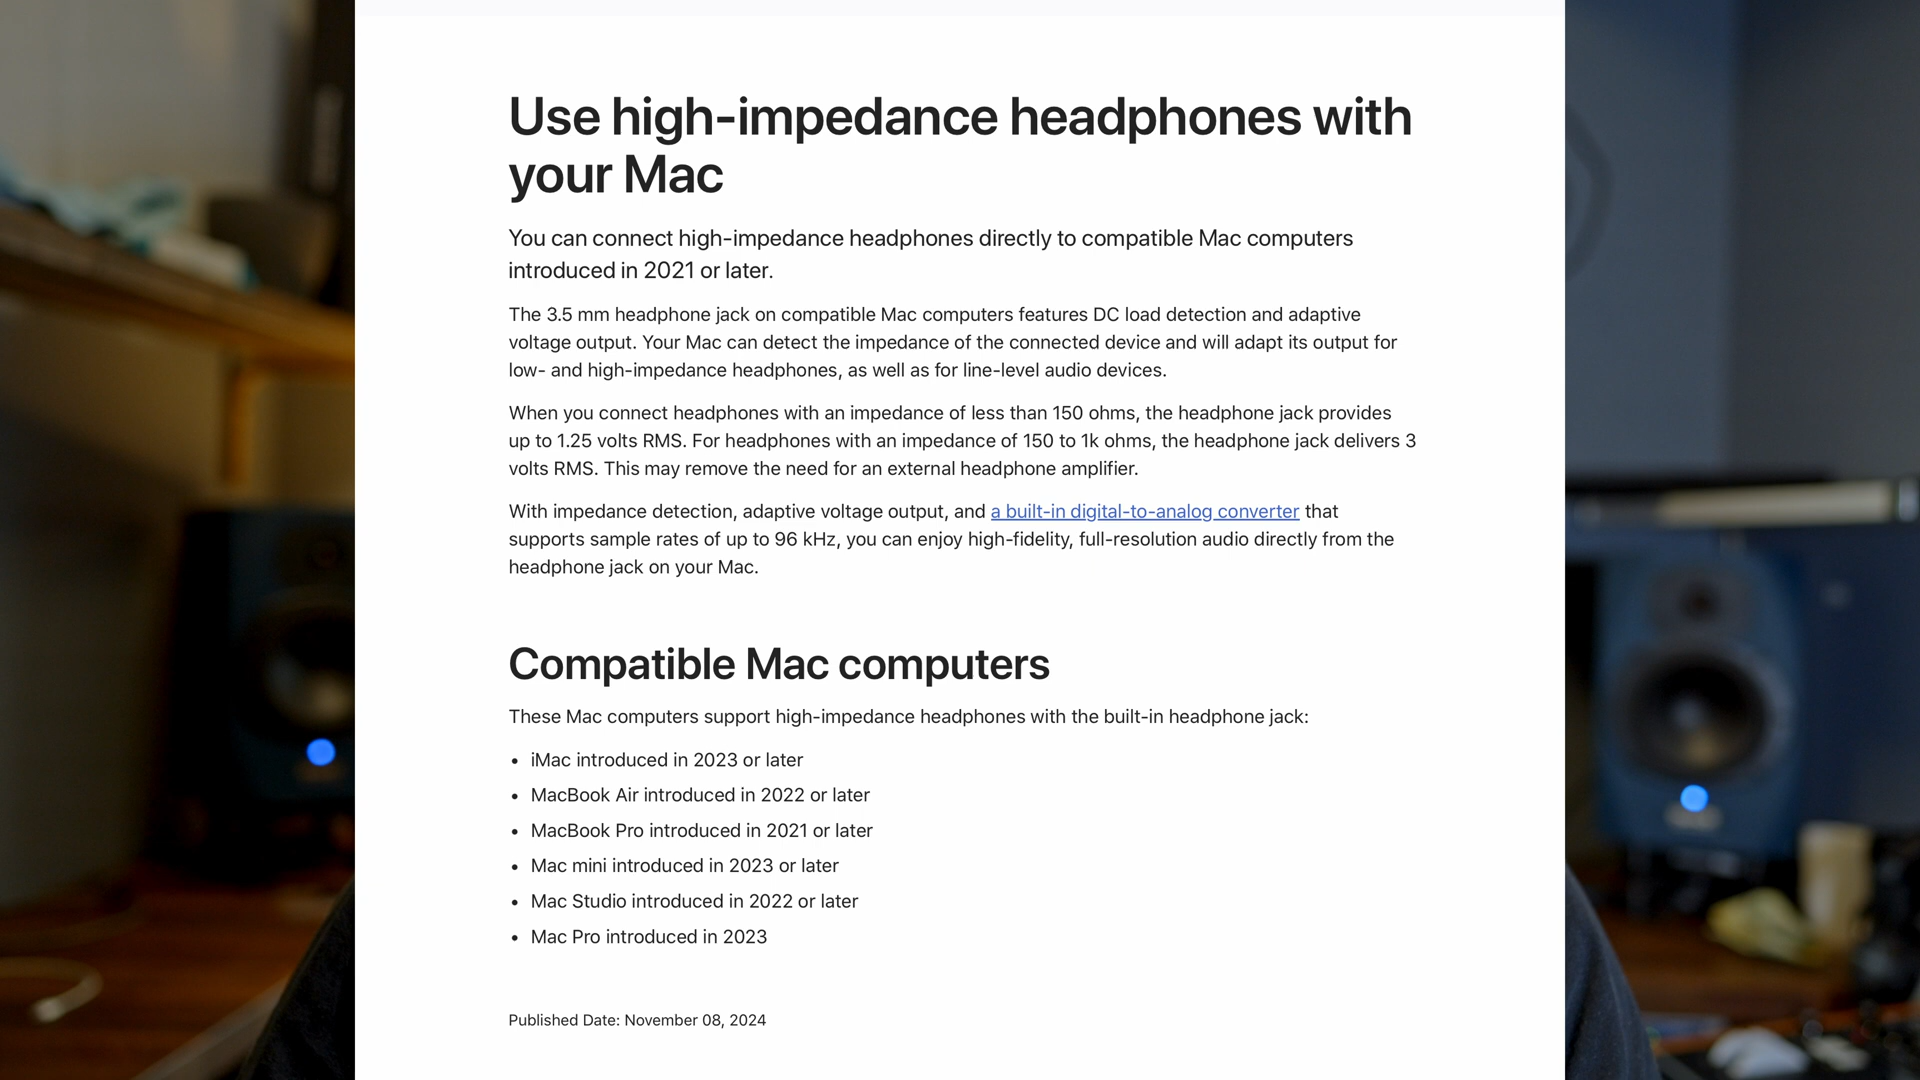 Use high-impedance headphones with
your Mac
You can connect high-impedance headphones directly to compatible Mac computers
introduced in 2021 or later.
The 3.5 mm headphone jack on compatible Mac computers features DC load detection and adaptive
voltage output. Your Mac can detect the impedance of the connected device and will adapt its output for
low- and high-impedance headphones, as well as for line-level audio devices.
When you connect headphones with an impedance of less than 150 ohms, the headphone jack provides
up to 1.25 volts RMS. For headphones with an impedance of 150 to 1k ohms, the headphone jack delivers 3
volts RMS. This may remove the need for an external headphone amplifier.
With impedance detection, adaptive voltage output, and a built-in digital-to-analog converter that
supports sample rates of up to 96 kHz, you can enjoy high-fidelity, full-resolution audio directly from the
headphone jack on your Mac.
Compatible Mac computers
These Mac computers support high-impedance headphones with the built-in headphone jack:
• iMac introduced in 2023 or later
• MacBook Air introduced in 2022 or later
• MacBook Pro introduced in 2021 or later
• Mac mini introduced in 2023 or later
• Mac Studio introduced in 2022 or later
• Mac Pro introduced in 2023
Published Date: November 08, 2024